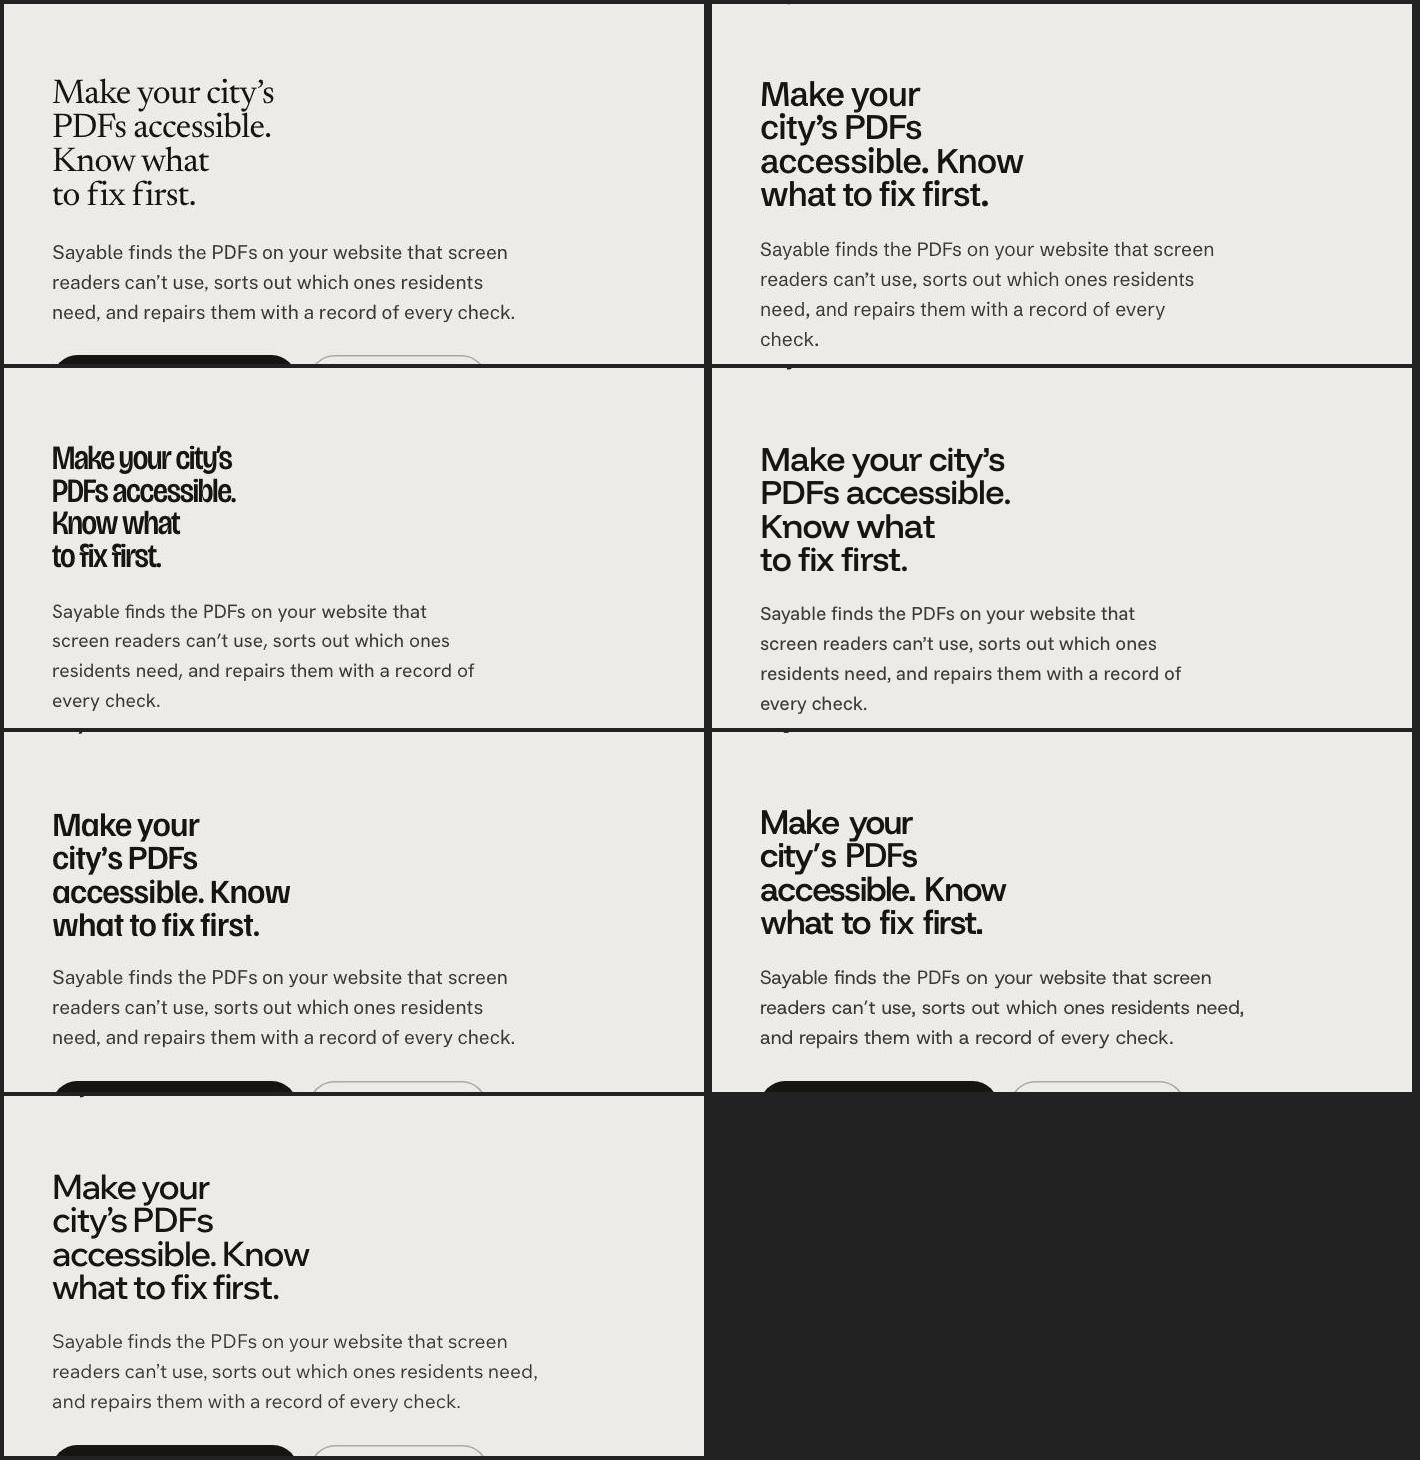 Make your city’s
PDFs accessible.
Know what
to fix first.
Sayable finds the PDFs on your website that screen
readers can’t use, sorts out which ones residents
need, and repairs them with a record of every check.
Make your
city’s PDFs
accessible. Know
what to fix first.
Sayable finds the PDFs on your website that screen
readers can’t use, sorts out which ones residents
need, and repairs them with a record of every
check.
Make your city’s
PDFs accessible.
Know what
to fix first.
Sayable finds the PDFs on your website that
screen readers can’t use, sorts out which ones
residents need, and repairs them with a record of
every check.
Make your city’s
PDFs accessible.
Know what
to fix first.
Sayable finds the PDFs on your website that
screen readers can’t use, sorts out which ones
residents need, and repairs them with a record of
every check.
Make your
city’s PDFs
accessible. Know
what to fix first.
Sayable finds the PDFs on your website that screen
readers can’t use, sorts out which ones residents
need, and repairs them with a record of every check.
Make your
city’s PDFs
accessible. Know
what to fix first.
Sayable finds the PDFs on your website that screen
readers can’t use, sorts out which ones residents need,
and repairs them with a record of every check.
Make your
city’s PDFs
accessible. Know
what to fix first.
Sayable finds the PDFs on your website that screen
readers can’t use, sorts out which ones residents need,
and repairs them with a record of every check.